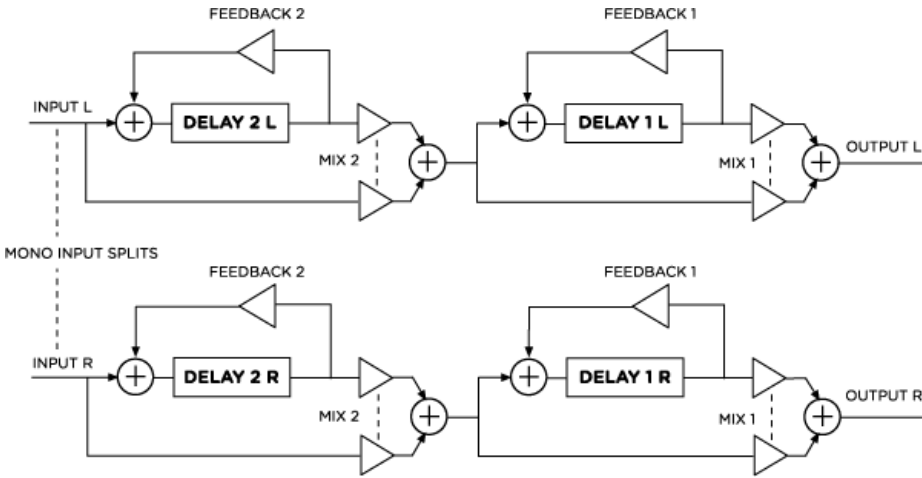 FEEDBACK 2
FEEDBACK 1
INPUT L
DELAY 2 L
DELAY 1 L
MIX 2
MIX 1
OUTPUT L
MONO INPUT SPLITS
FEEDBACK 2
FEEDBACK 1
INPUT R
DELAY 2 R
DELAY 1 R
MIX 2
MIX 1
OUTPUT R